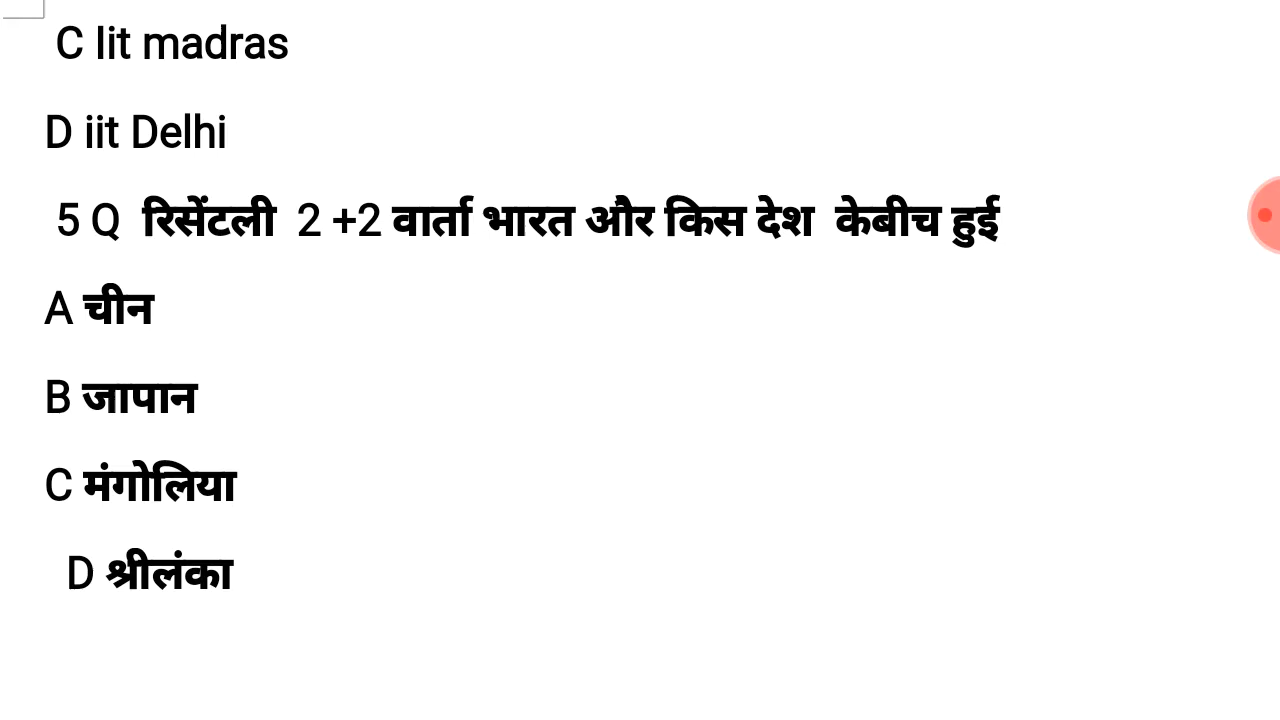 C Iit madras
D iit Delhi
5 Q रिसेंटली 2 +2 वार्ता भारत और किस देश केबीच हुई
A चीन
B जापान
C मंगोलिया
D श्रीलंका